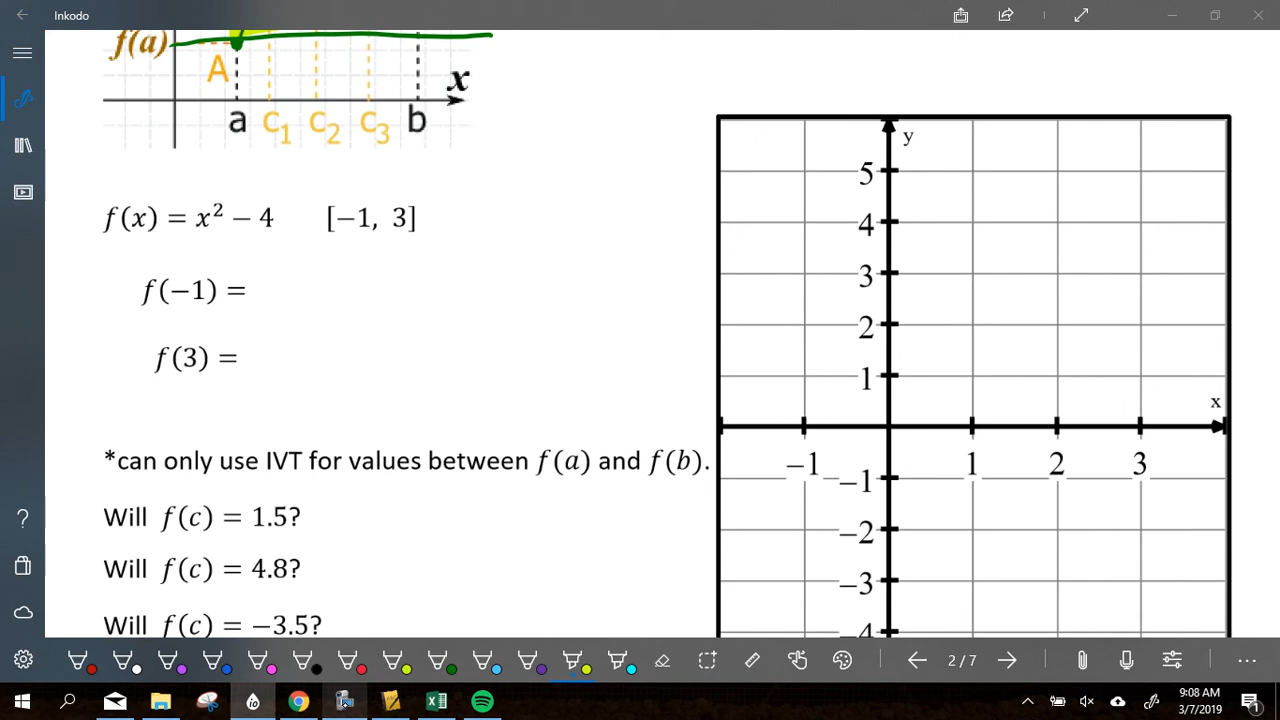 Inkodo
f(a)
A
x
a c₁ c₂ c₃ b
f(x) = x² − 4 [−1, 3]
f(−1) =
f(3) =
*can only use IVT for values between f(a) and f(b).
Will f(c) = 1.5?
Will f(c) = 4.8?
Will f(c) = −3.5?
y
5
4
3
2
1
x
−1 1 2 3
−1
−2
−3
−4
2 / 7
9:08 AM
3/7/2019